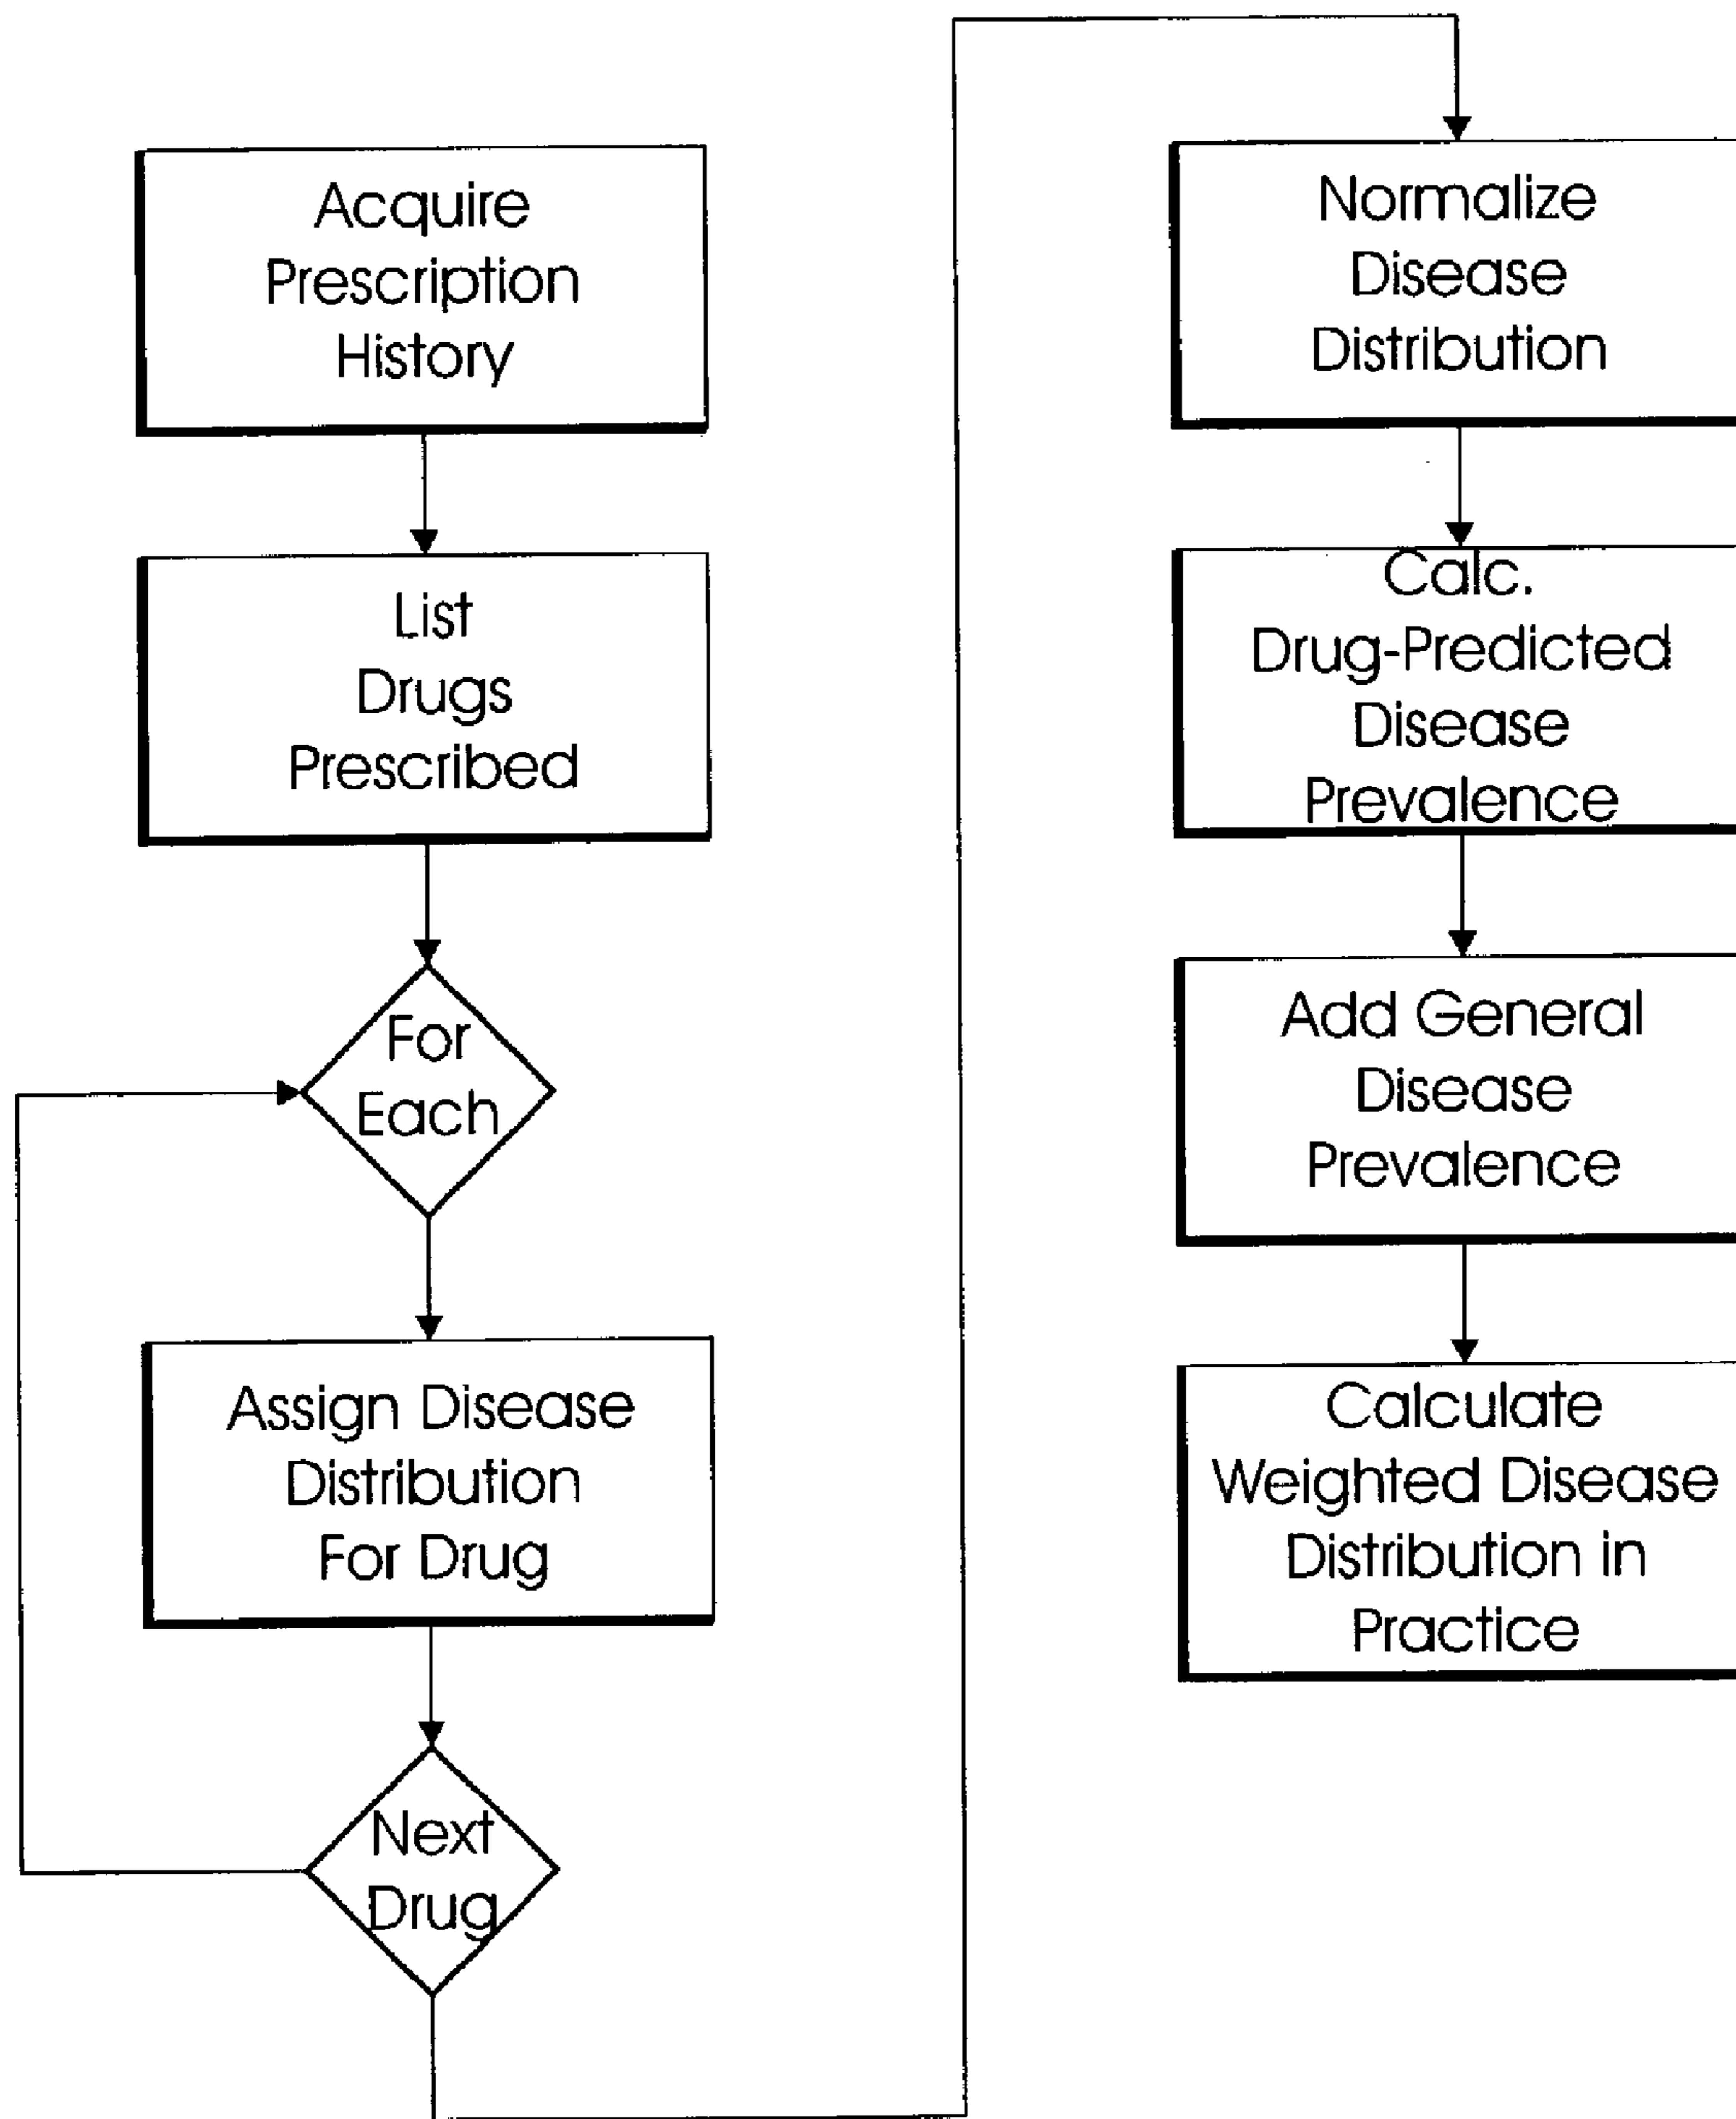 Acquire
Prescription
History
List
Drugs
Prescribed
For
Each
Assign Disease
Distribution
For Drug
Next
Drug
Normalize
Disease
Distribution
Calc.
Drug-Predicted
Disease
Prevalence
Add General
Disease
Prevalence
Calculate
Weighted Disease
Distribution in
Practice